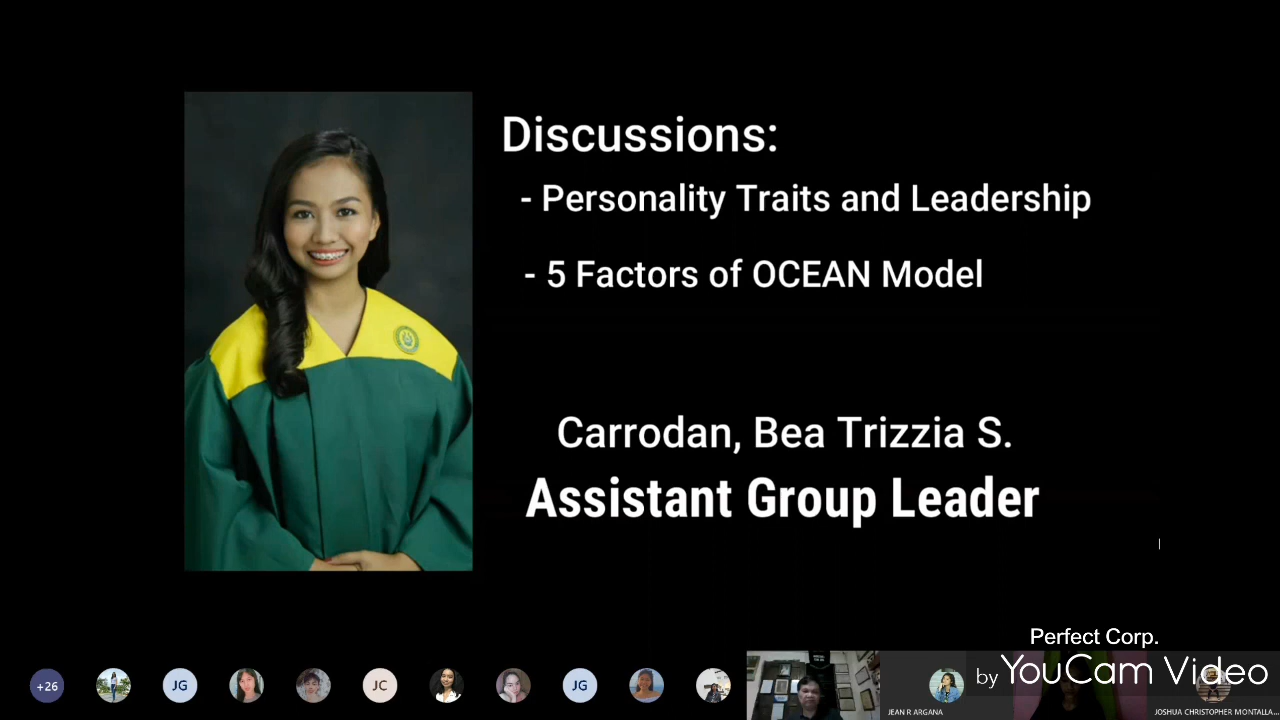 Discussions:
- Personality Traits and Leadership
- 5 Factors of OCEAN Model
Carrodan, Bea Trizzia S.
Assistant Group Leader
Perfect Corp.
by YouCam Video
+26
JG
JC
JG
JEAN R ARGANA
JOSHUA CHRISTOPHER MONTALLA...